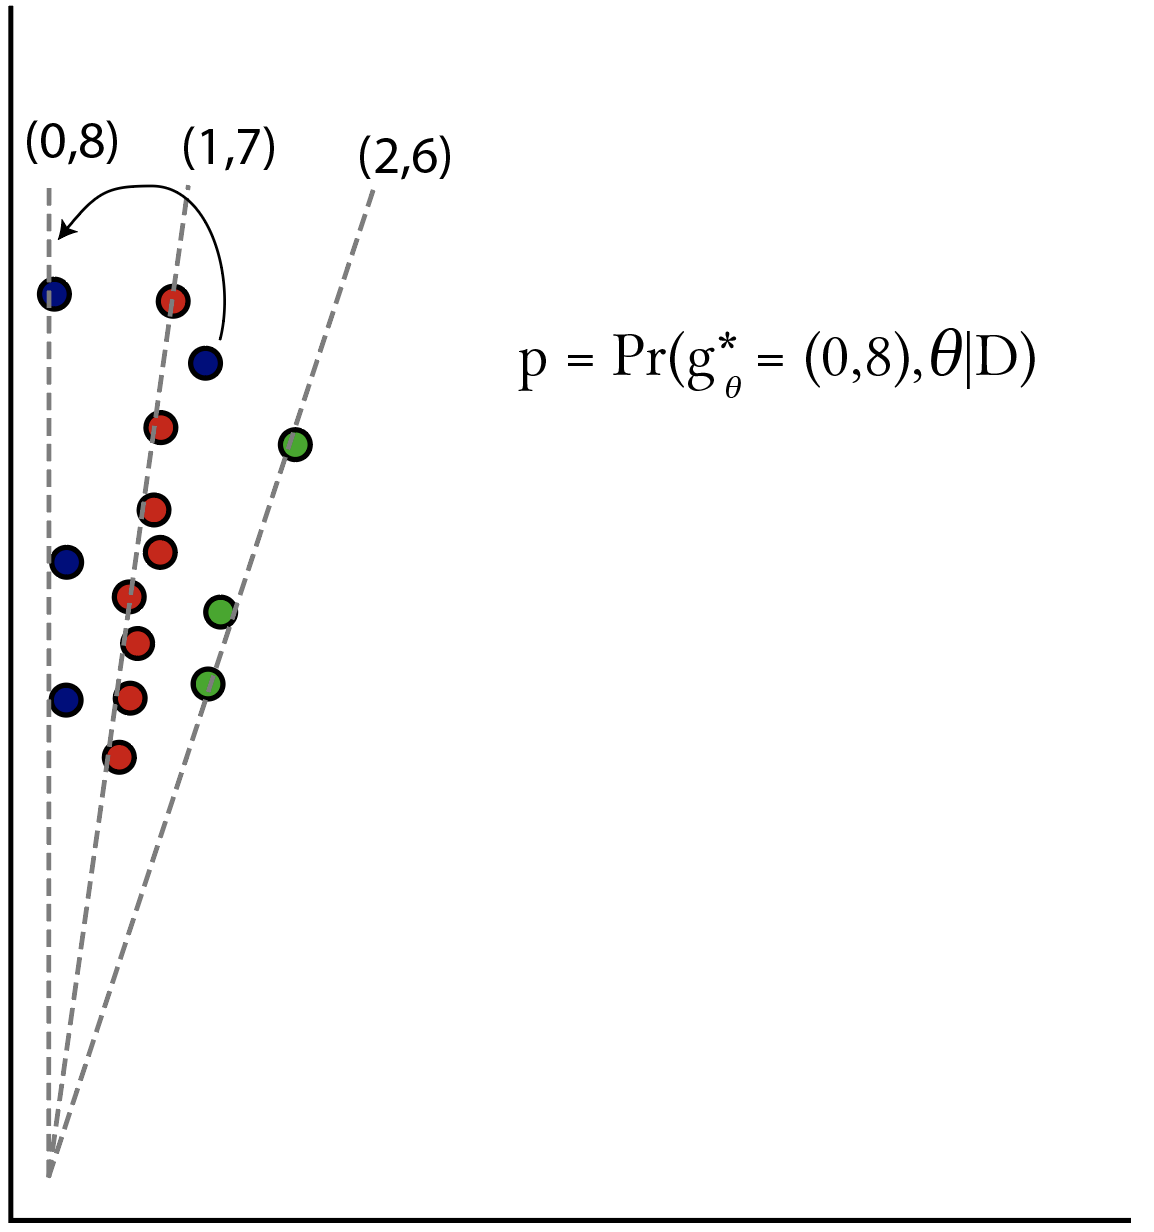 (0,8) (1,7) (2,6)
p = Pr(g*θ = (0,8),θ|D)